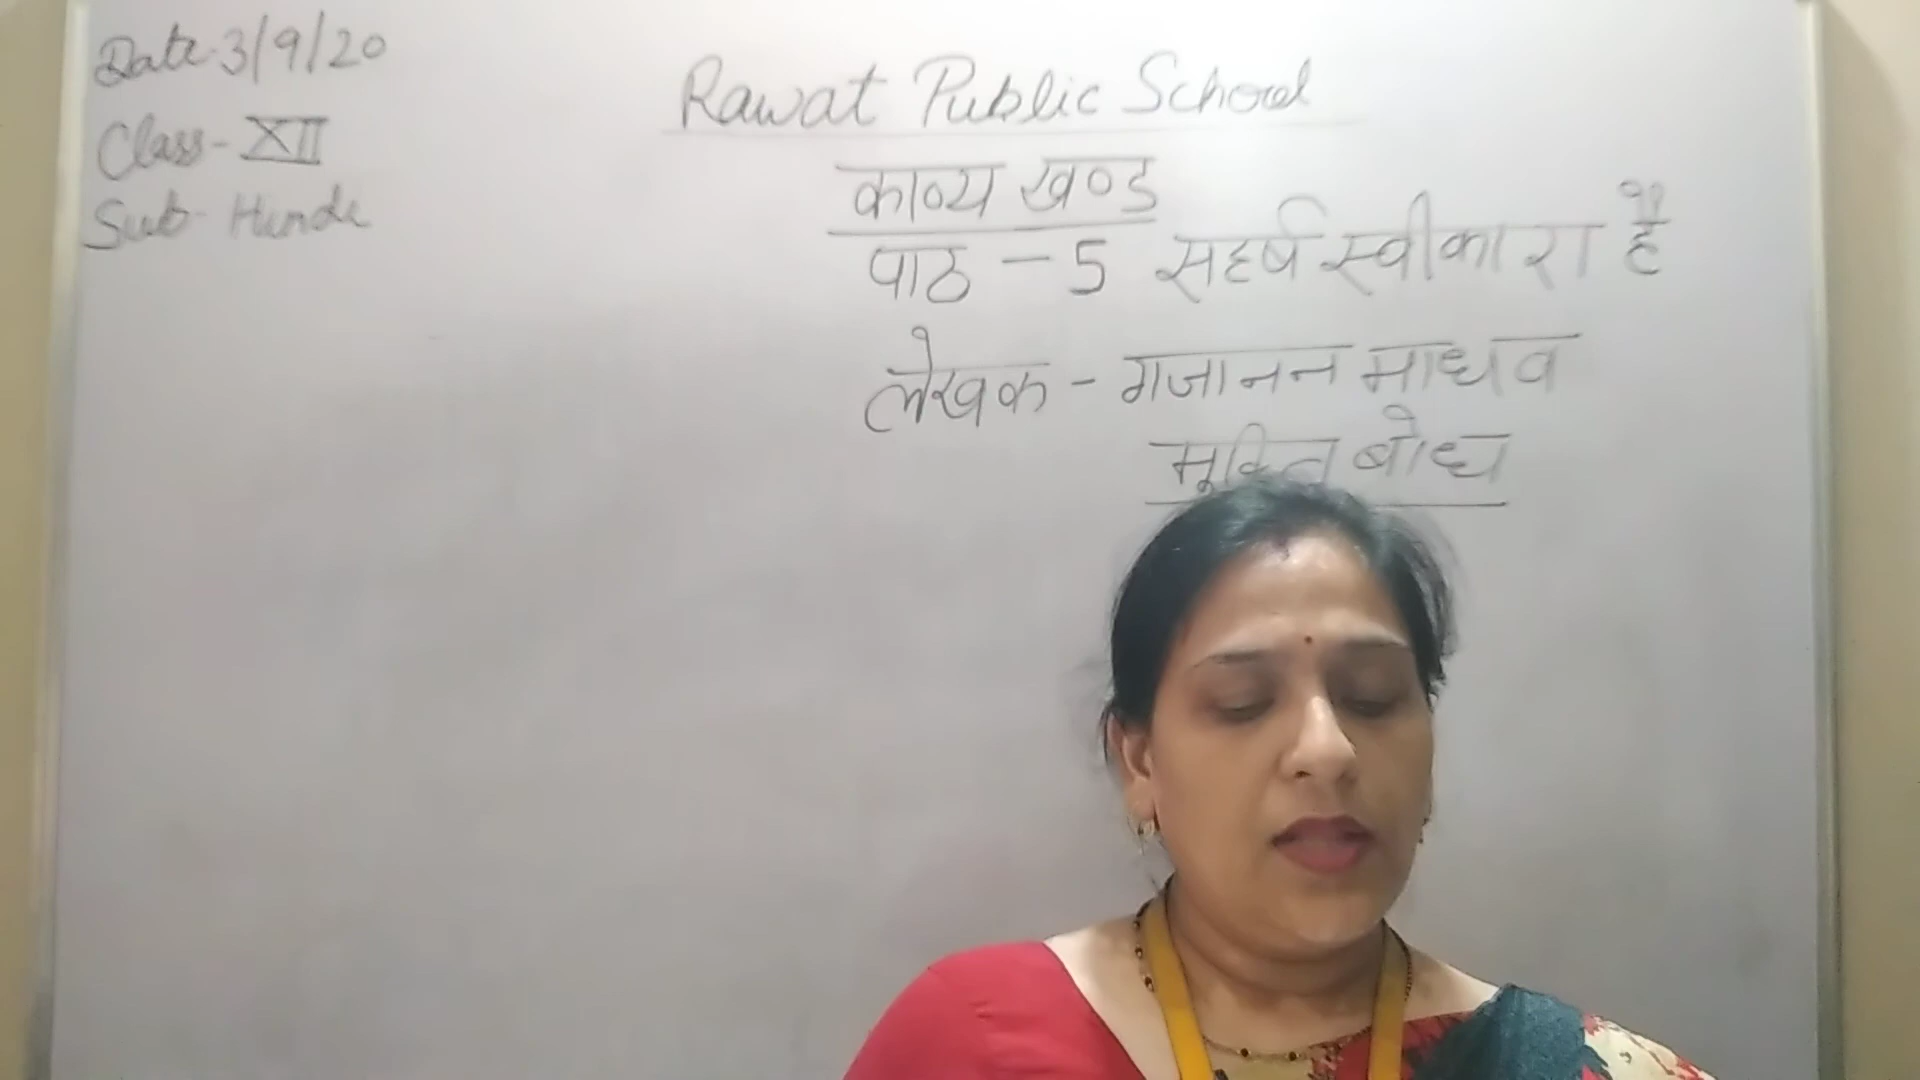 Date 3/9/20
Class - XII
Sub - Hindi
Rawat Public School
काव्य खण्ड
पाठ - 5 सहर्ष स्वीकारा है
लेखक - गजानन माधव
मूक्ति बोध